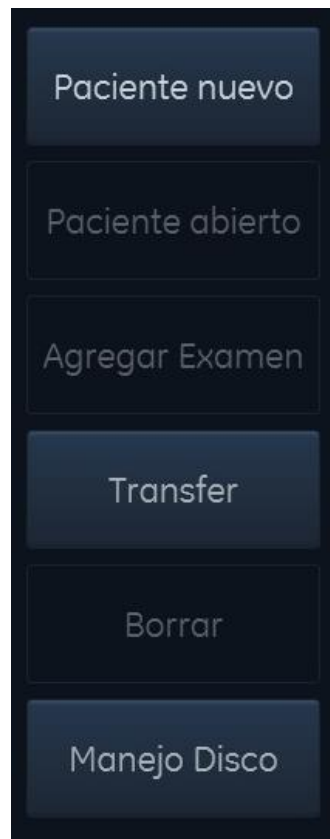 Paciente nuevo
Paciente abierto
Agregar Examen
Transfer
Borrar
Manejo Disco